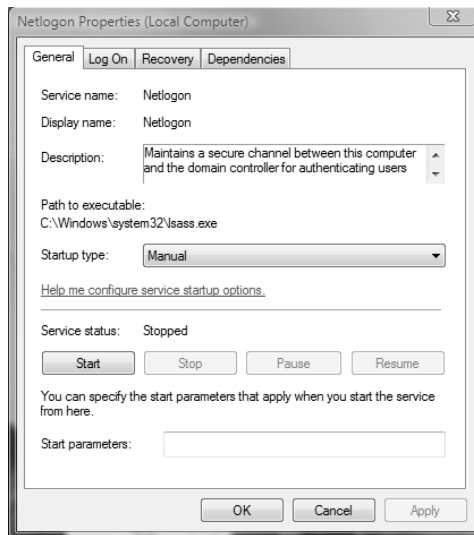 Netlogon Properties (Local Computer)
General Log On Recovery Dependencies
Service name: Netlogon
Display name: Netlogon
Description: Maintains a secure channel between this computer
and the domain controller for authenticating users
Path to executable:
C:\Windows\system32\lsass.exe
Startup type: Manual
Help me configure service startup options.
Service status: Stopped
Start Stop Pause Resume
You can specify the start parameters that apply when you start the service
from here.
Start parameters:
OK Cancel Apply